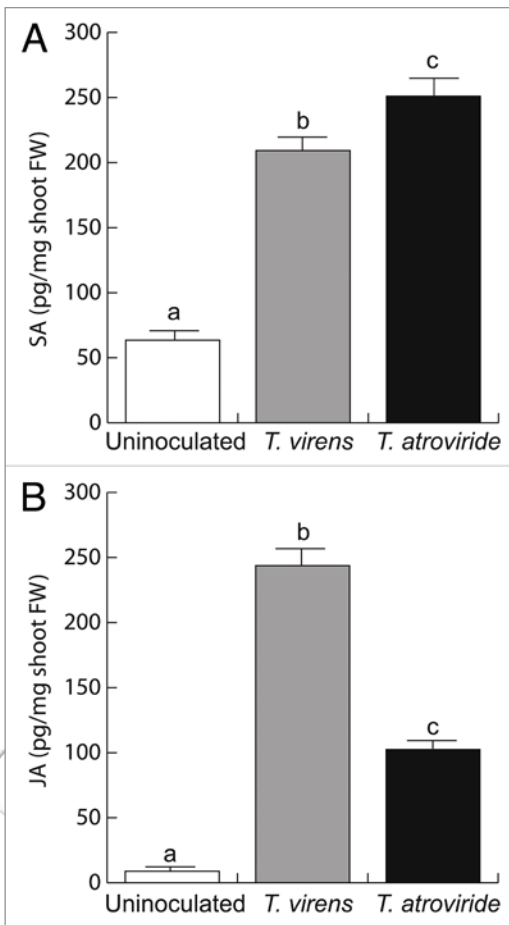 A
300
250
200
150
100
50
0
SA (pg/mg shoot FW)
a
b
c
Uninoculated T. virens T. atroviride
B
300
250
200
150
100
50
0
JA (pg/mg shoot FW)
a
b
c
Uninoculated T. virens T. atroviride